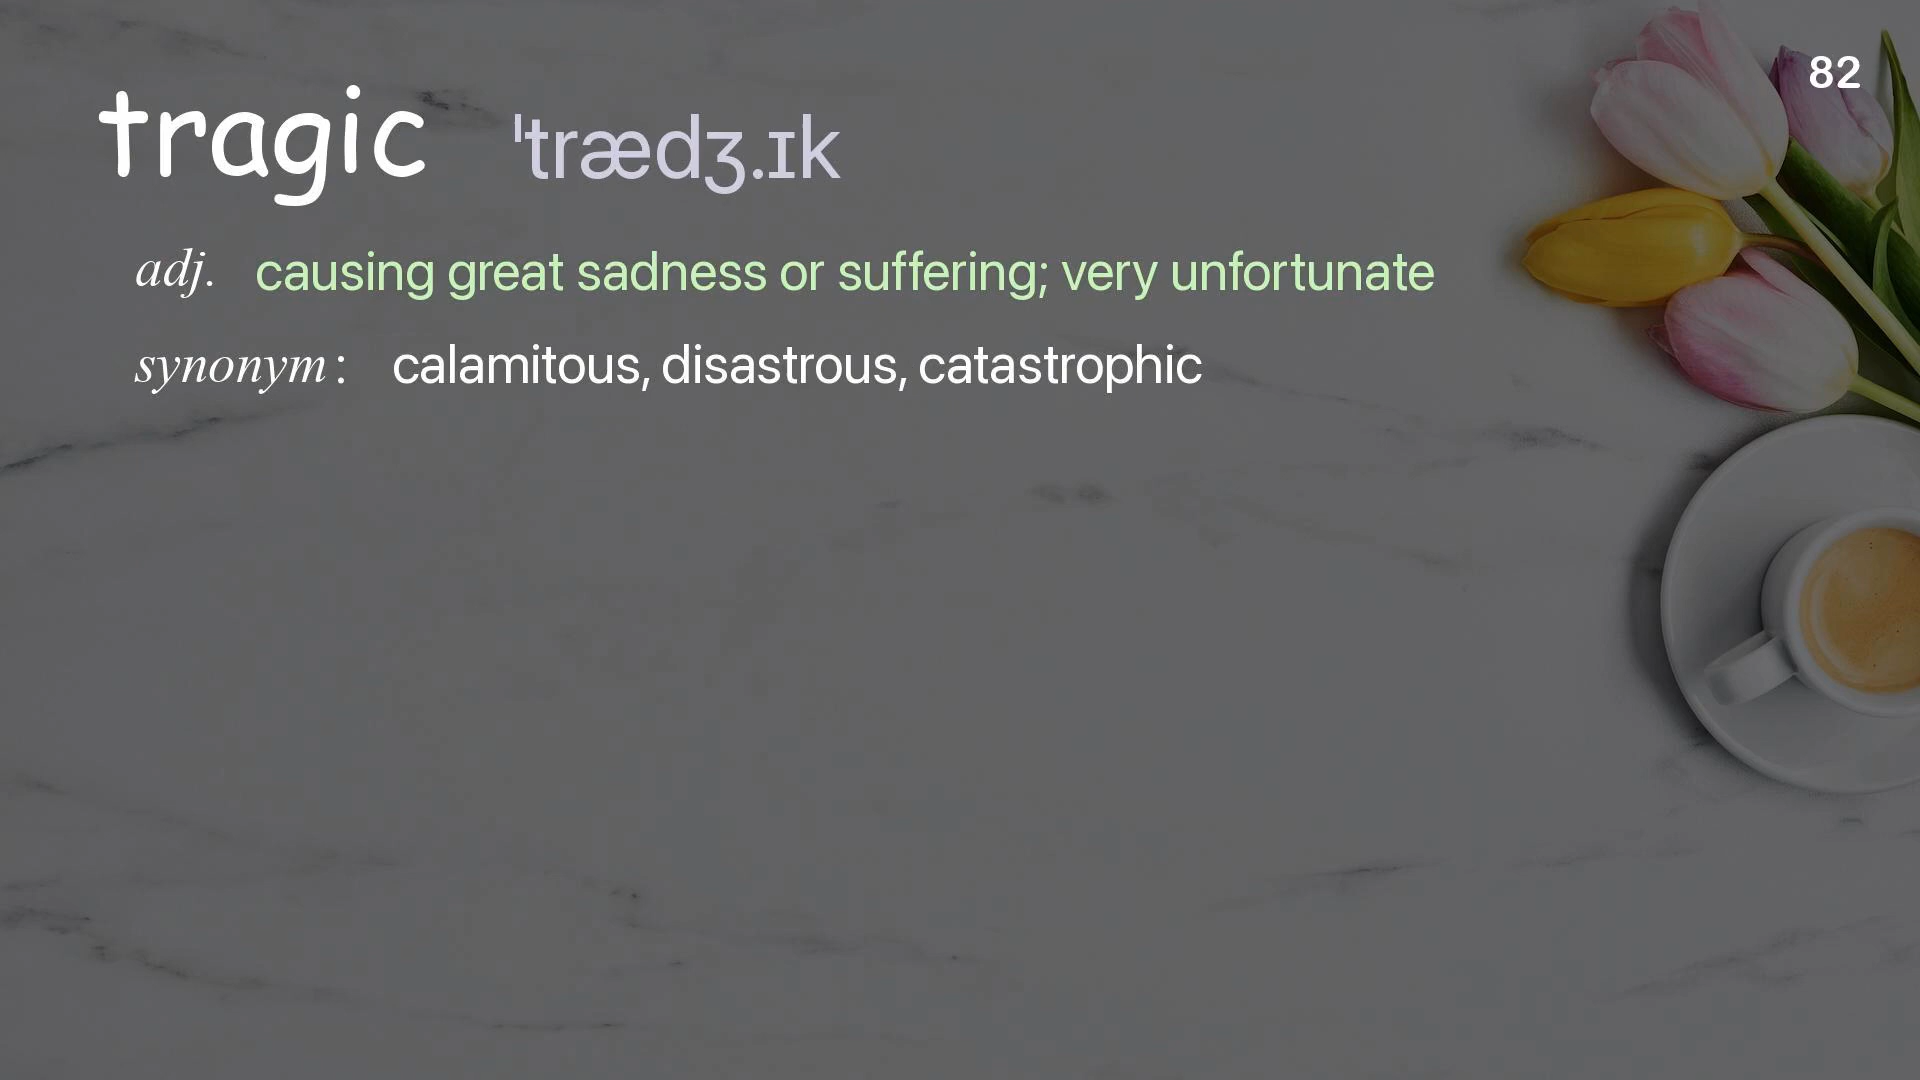 82
tragic ˈtrædʒ.ɪk
adj. causing great sadness or suffering; very unfortunate
synonym: calamitous, disastrous, catastrophic